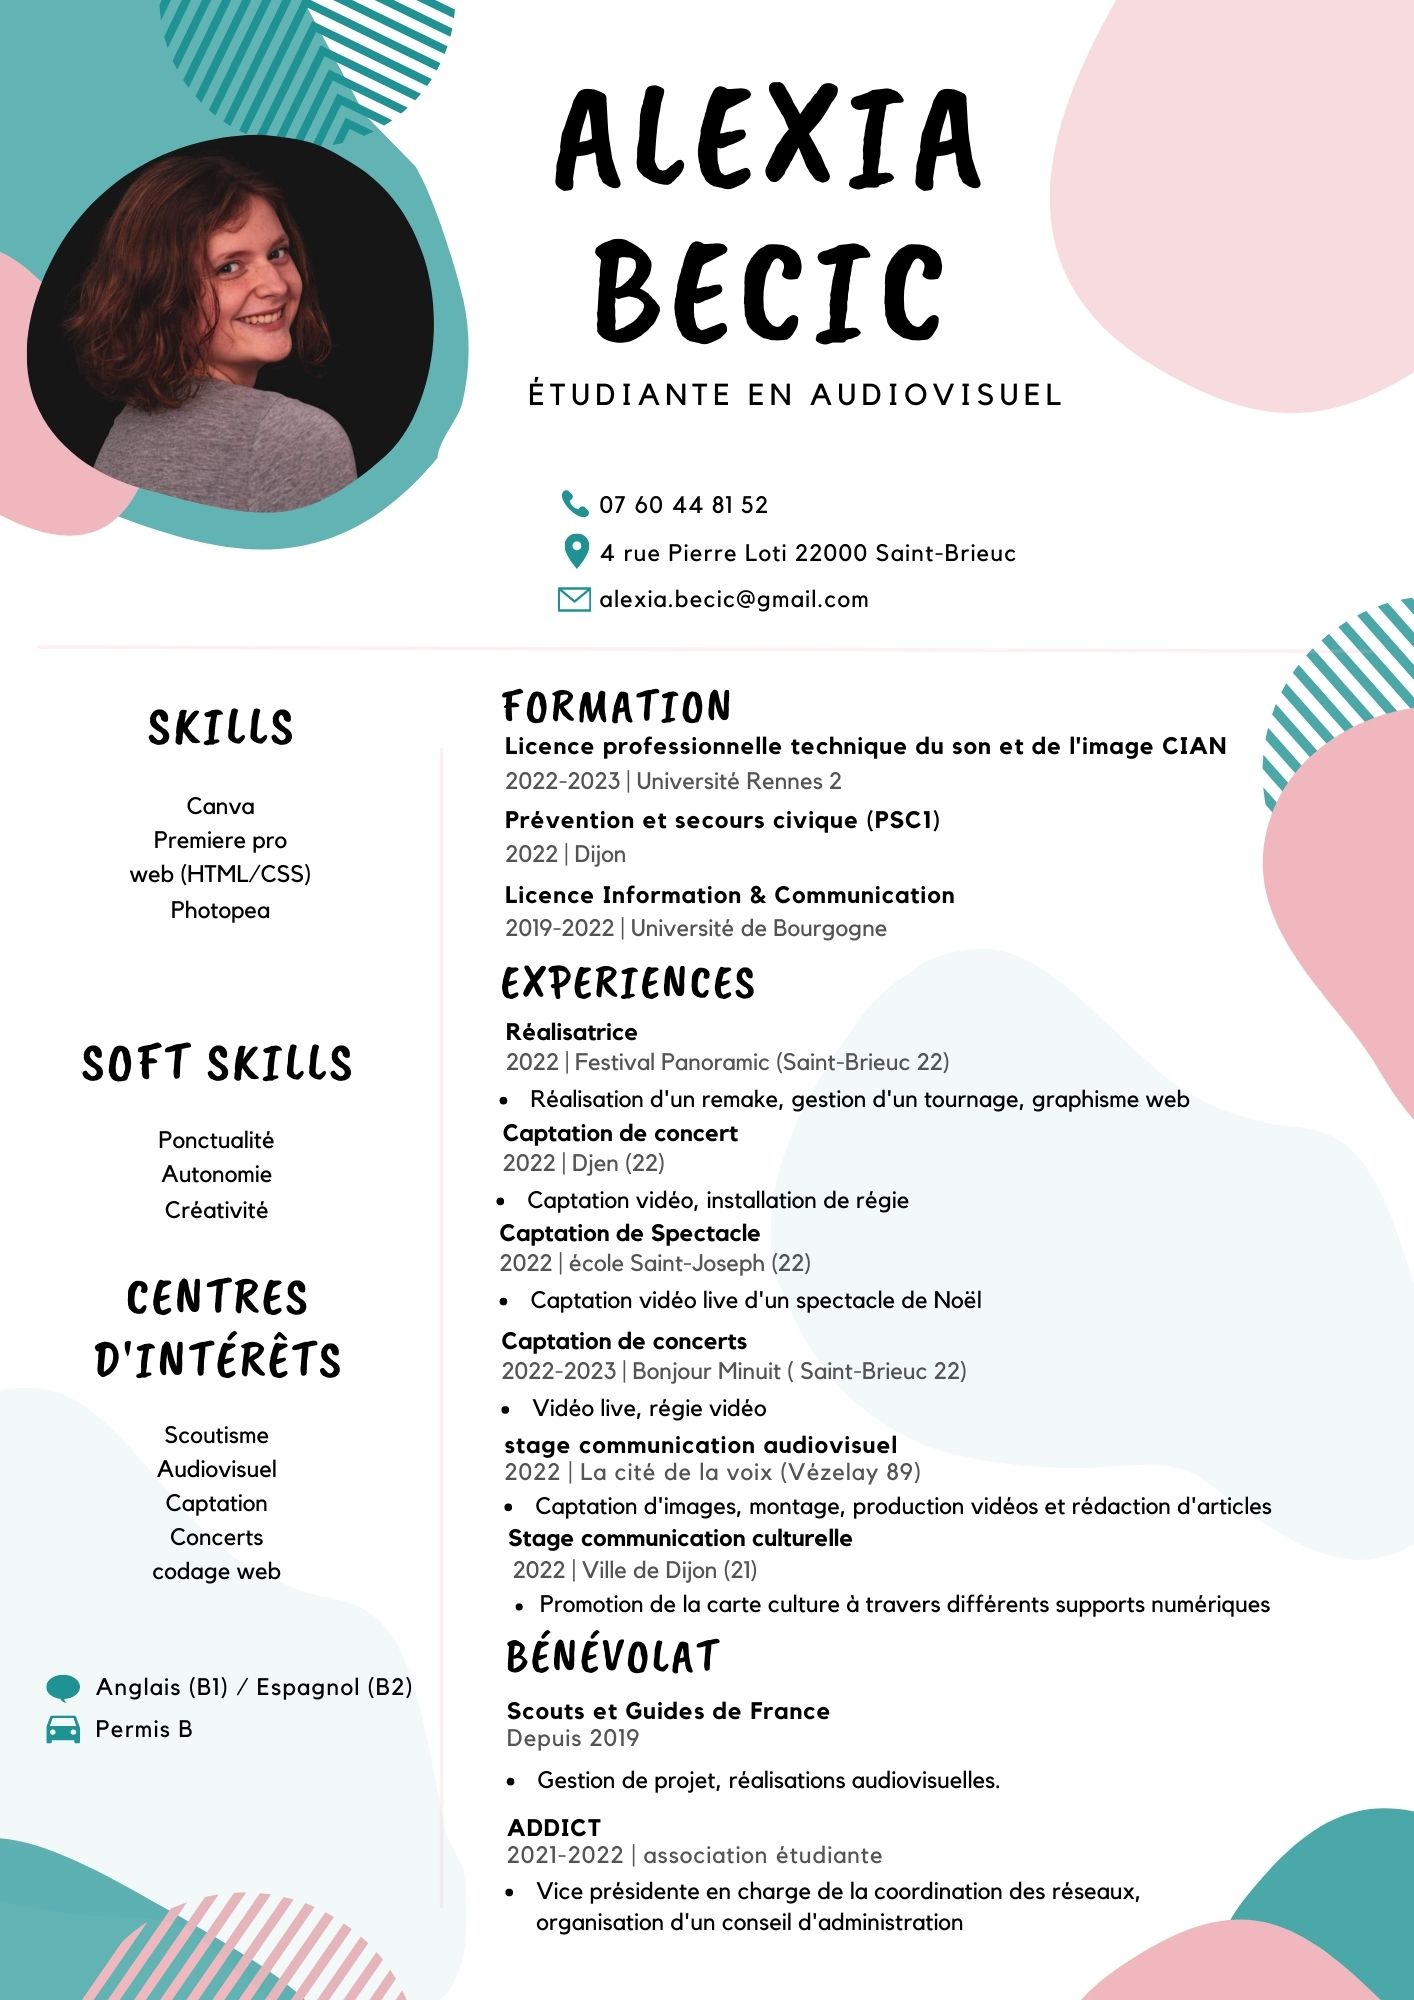 ALEXIA
BECIC
ÉTUDIANTE EN AUDIOVISUEL
07 60 44 81 52
4 rue Pierre Loti 22000 Saint-Brieuc
alexia.becic@gmail.com
SKILLS
Canva
Premiere pro
web (HTML/CSS)
Photopea
SOFT SKILLS
Ponctualité
Autonomie
Créativité
CENTRES
D'INTÉRÊTS
Scoutisme
Audiovisuel
Captation
Concerts
codage web
Anglais (B1) / Espagnol (B2)
Permis B
FORMATION
Licence professionnelle technique du son et de l'image CIAN
2022-2023 | Université Rennes 2
Prévention et secours civique (PSC1)
2022 | Dijon
Licence Information & Communication
2019-2022 | Université de Bourgogne
EXPERIENCES
Réalisatrice
2022 | Festival Panoramic (Saint-Brieuc 22)
• Réalisation d'un remake, gestion d'un tournage, graphisme web
Captation de concert
2022 | Djen (22)
• Captation vidéo, installation de régie
Captation de Spectacle
2022 | école Saint-Joseph (22)
• Captation vidéo live d'un spectacle de Noël
Captation de concerts
2022-2023 | Bonjour Minuit ( Saint-Brieuc 22)
• Vidéo live, régie vidéo
stage communication audiovisuel
2022 | La cité de la voix (Vézelay 89)
• Captation d'images, montage, production vidéos et rédaction d'articles
Stage communication culturelle
2022 | Ville de Dijon (21)
• Promotion de la carte culture à travers différents supports numériques
BÉNÉVOLAT
Scouts et Guides de France
Depuis 2019
• Gestion de projet, réalisations audiovisuelles.
ADDICT
2021-2022 | association étudiante
• Vice présidente en charge de la coordination des réseaux,
organisation d'un conseil d'administration